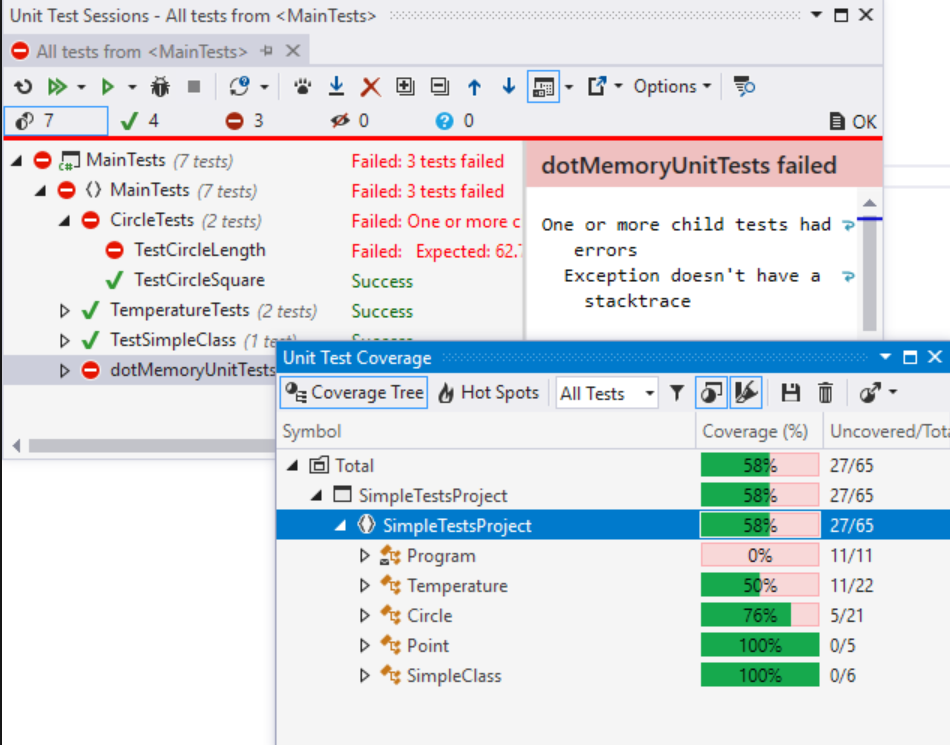 Unit Test Sessions - All tests from <MainTests>
All tests from <MainTests>
Options
7 4 3 0 0 OK
MainTests (7 tests) Failed: 3 tests failed
MainTests (7 tests) Failed: 3 tests failed
CircleTests (2 tests) Failed: One or more c
TestCircleLength Failed: Expected: 62.7
TestCircleSquare Success
TemperatureTests (2 tests) Success
TestSimpleClass (1 test) Success
dotMemoryUnitTests
dotMemoryUnitTests failed
One or more child tests had
errors
Exception doesn't have a
stacktrace
Unit Test Coverage
Coverage Tree Hot Spots All Tests
Symbol Coverage (%) Uncovered/Tota
Total 58% 27/65
SimpleTestsProject 58% 27/65
SimpleTestsProject 58% 27/65
Program 0% 11/11
Temperature 50% 11/22
Circle 76% 5/21
Point 100% 0/5
SimpleClass 100% 0/6